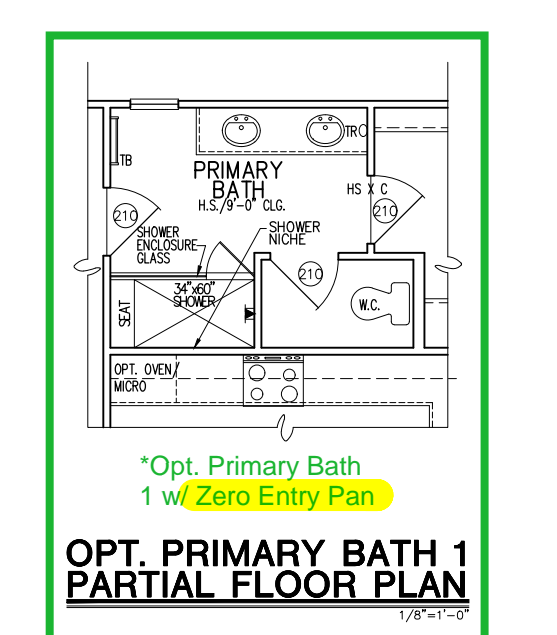 TR
TB
PRIMARY
BATH
H.S./9'-0" CLG.
HS X C
210
210
SHOWER
ENCLOSURE
GLASS
SHOWER
NICHE
210
34"x60"
SHOWER
SEAT
W.C.
OPT. OVEN/
MICRO
*Opt. Primary Bath
1 w/ Zero Entry Pan
OPT. PRIMARY BATH 1
PARTIAL FLOOR PLAN
1/8"=1'-0"